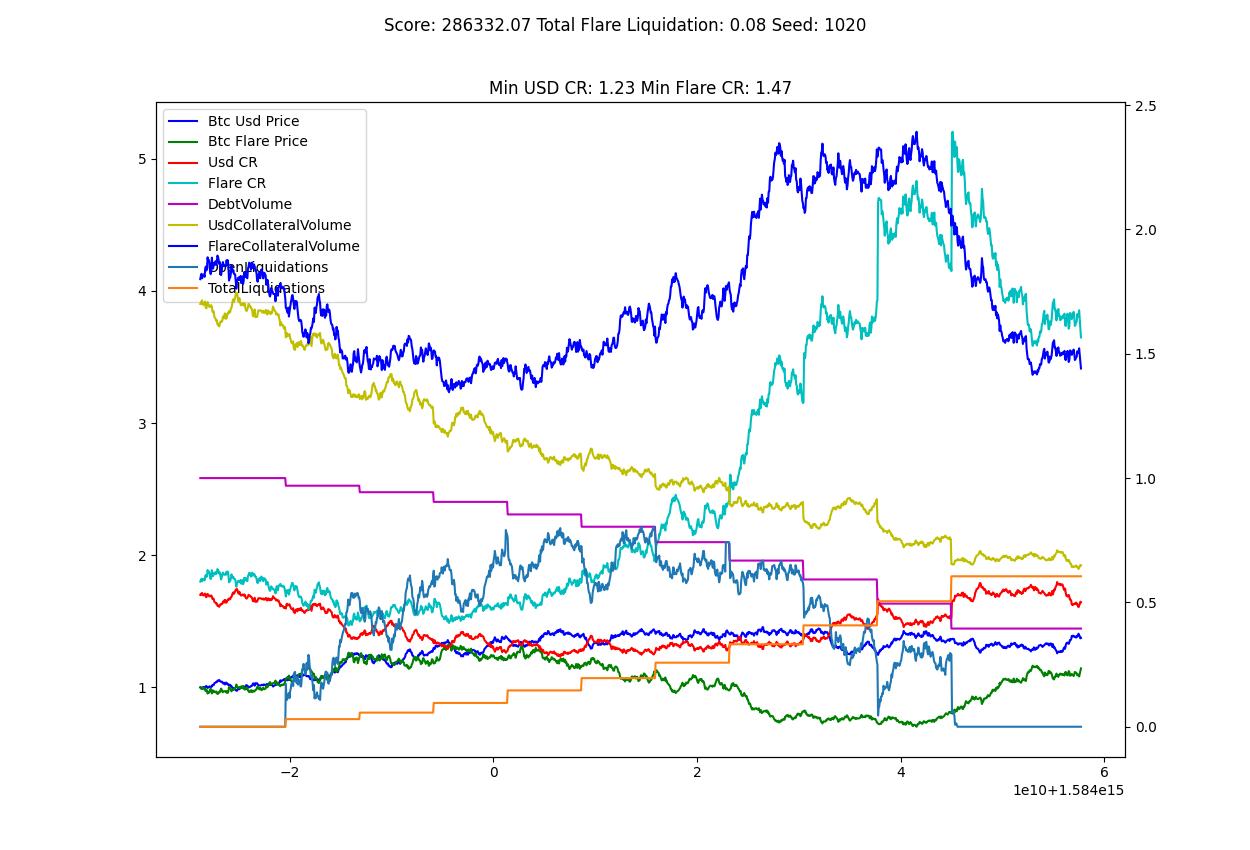 Score: 286332.07 Total Flare Liquidation: 0.08 Seed: 1020
Min USD CR: 1.23 Min Flare CR: 1.47
Btc Usd Price
Btc Flare Price
Usd CR
Flare CR
DebtVolume
UsdCollateralVolume
FlareCollateralVolume
OpenLiquidations
TotalLiquidations
5
4
3
2
1
2.5
2.0
1.5
1.0
0.5
0.0
−2 0 2 4 6
1e10+1.584e15